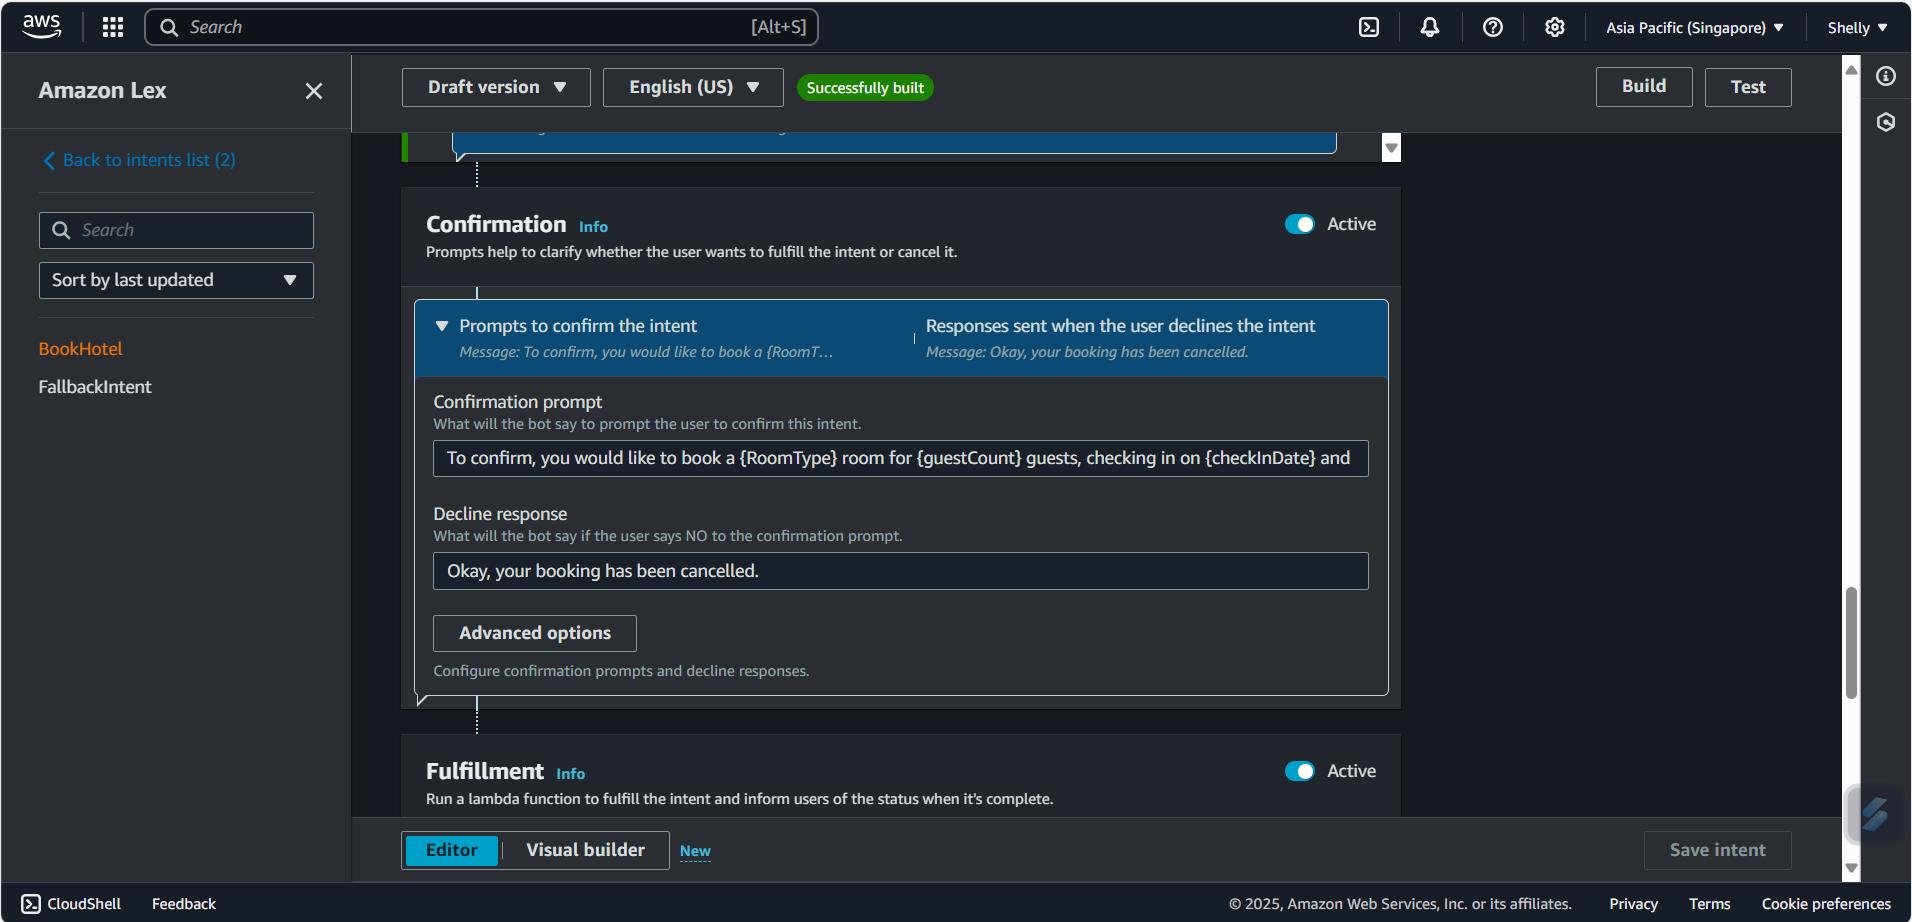 aws
Search [Alt+S]
Asia Pacific (Singapore)
Shelly
Amazon Lex
Draft version
English (US)
Successfully built
Build
Test
Back to intents list (2)
Search
Sort by last updated
BookHotel
FallbackIntent
Confirmation Info
Active
Prompts help to clarify whether the user wants to fulfill the intent or cancel it.
Prompts to confirm the intent
Message: To confirm, you would like to book a {RoomT...
Responses sent when the user declines the intent
Message: Okay, your booking has been cancelled.
Confirmation prompt
What will the bot say to prompt the user to confirm this intent.
To confirm, you would like to book a {RoomType} room for {guestCount} guests, checking in on {checkInDate} and
Decline response
What will the bot say if the user says NO to the confirmation prompt.
Okay, your booking has been cancelled.
Advanced options
Configure confirmation prompts and decline responses.
Fulfillment Info
Active
Run a lambda function to fulfill the intent and inform users of the status when it's complete.
Editor
Visual builder
New
Save intent
CloudShell
Feedback
© 2025, Amazon Web Services, Inc. or its affiliates.
Privacy
Terms
Cookie preferences